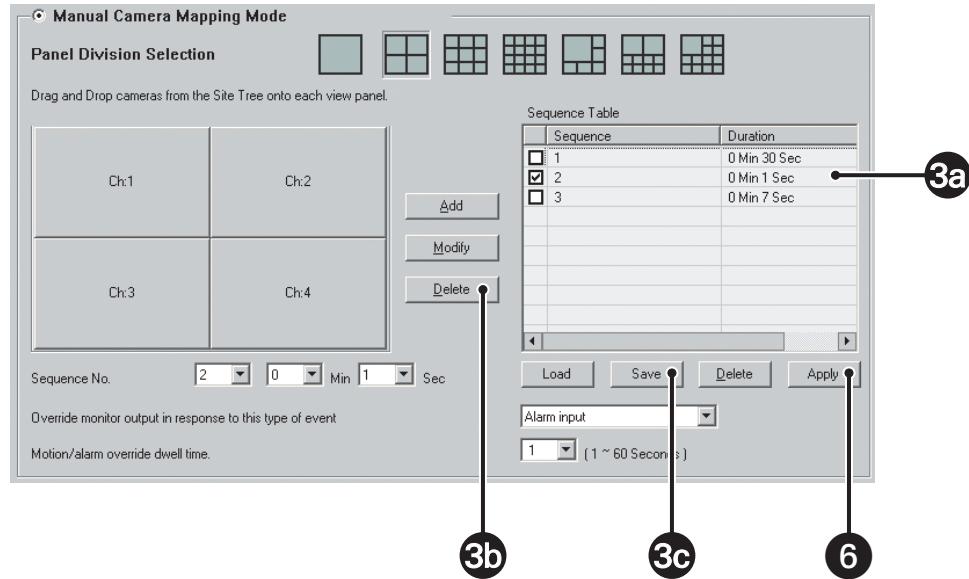 Manual Camera Mapping Mode
Panel Division Selection
Drag and Drop cameras from the Site Tree onto each view panel.
Ch:1
Ch:2
Ch:3
Ch:4
Add
Modify
Delete
3b
Sequence Table
Sequence Duration
1 0 Min 30 Sec
2 0 Min 1 Sec
3 0 Min 7 Sec
3a
Sequence No. 2 0 Min 1 Sec
Load Save Delete Apply
Override monitor output in response to this type of event Alarm input
Motion/alarm override dwell time. 1 ( 1 ~ 60 Seconds )
3c
6